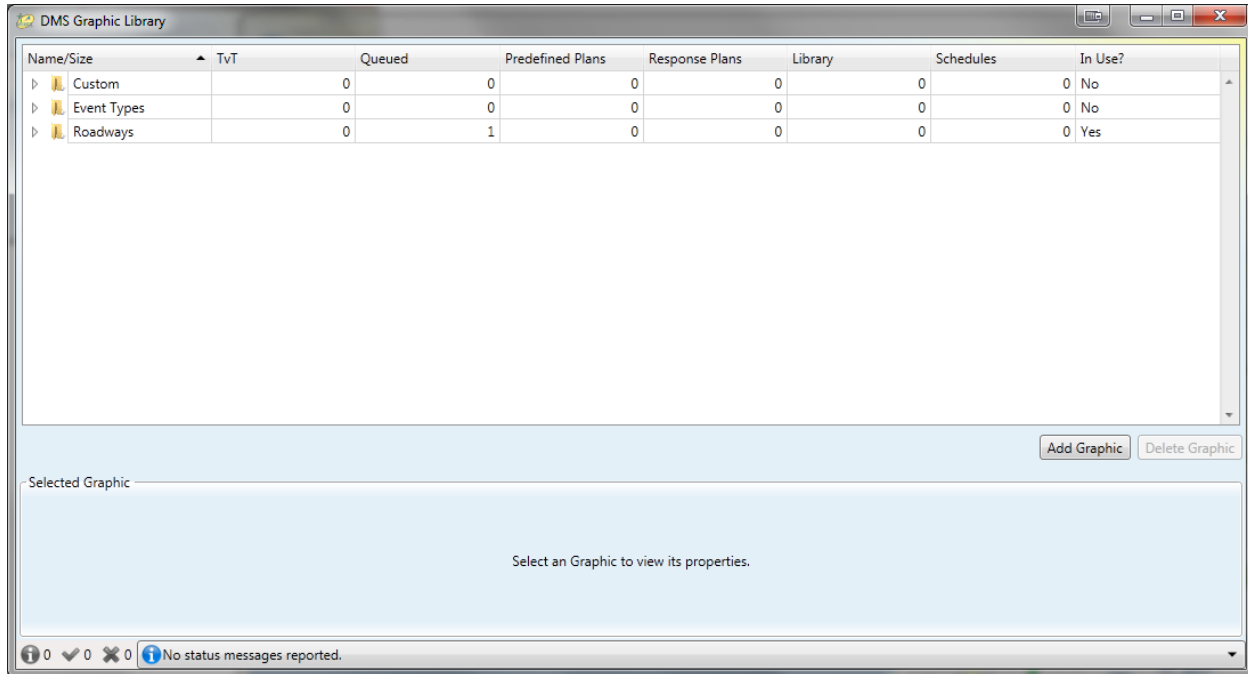 DMS Graphic Library
Name/Size TvT Queued Predefined Plans Response Plans Library Schedules In Use?
Custom 0 0 0 0 0 0 No
Event Types 0 0 0 0 0 0 No
Roadways 0 1 0 0 0 0 Yes
Add Graphic Delete Graphic
Selected Graphic
Select an Graphic to view its properties.
0 0 0 No status messages reported.